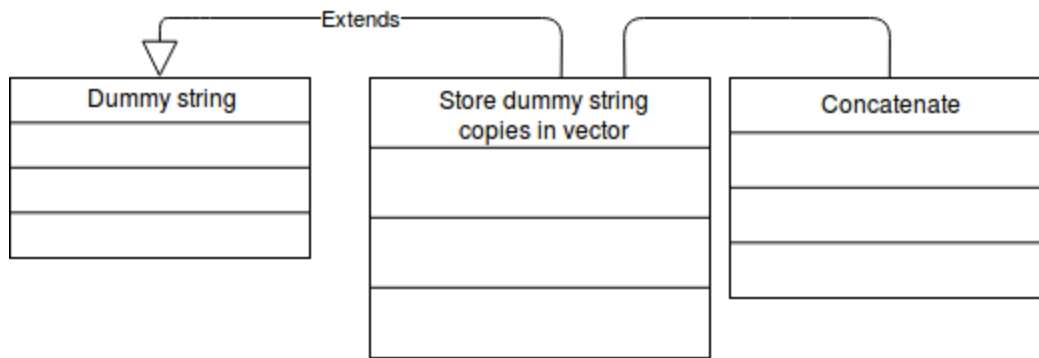 Extends
Dummy string
Store dummy string
copies in vector
Concatenate